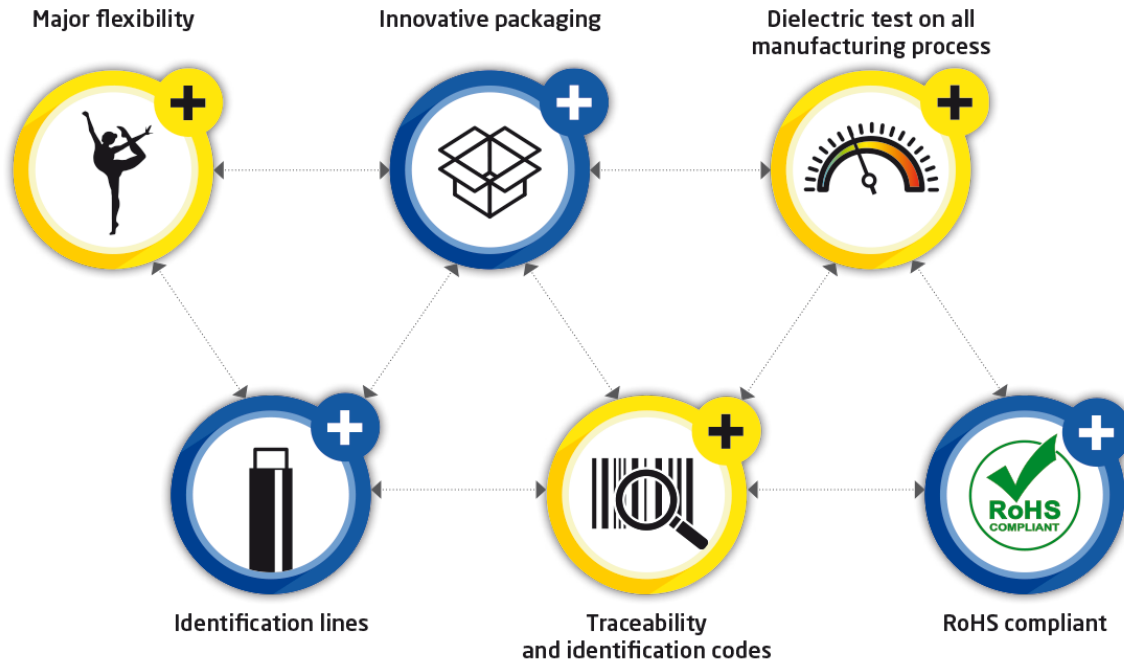 Major flexibility
Innovative packaging
Dielectric test on all
manufacturing process
RoHS
COMPLIANT
Identification lines
Traceability
and identification codes
RoHS compliant